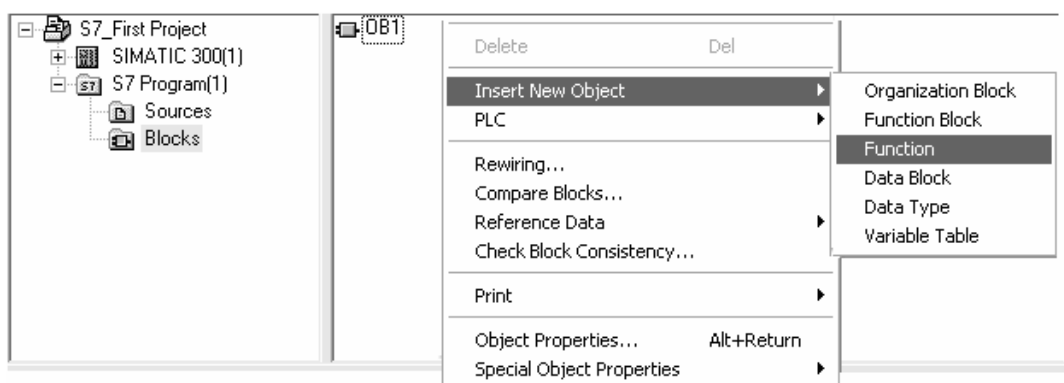 S7_First Project
SIMATIC 300(1)
S7 Program(1)
Sources
Blocks
OB1
Delete Del
Insert New Object
PLC
Rewiring...
Compare Blocks...
Reference Data
Check Block Consistency...
Print
Object Properties... Alt+Return
Special Object Properties
Organization Block
Function Block
Function
Data Block
Data Type
Variable Table